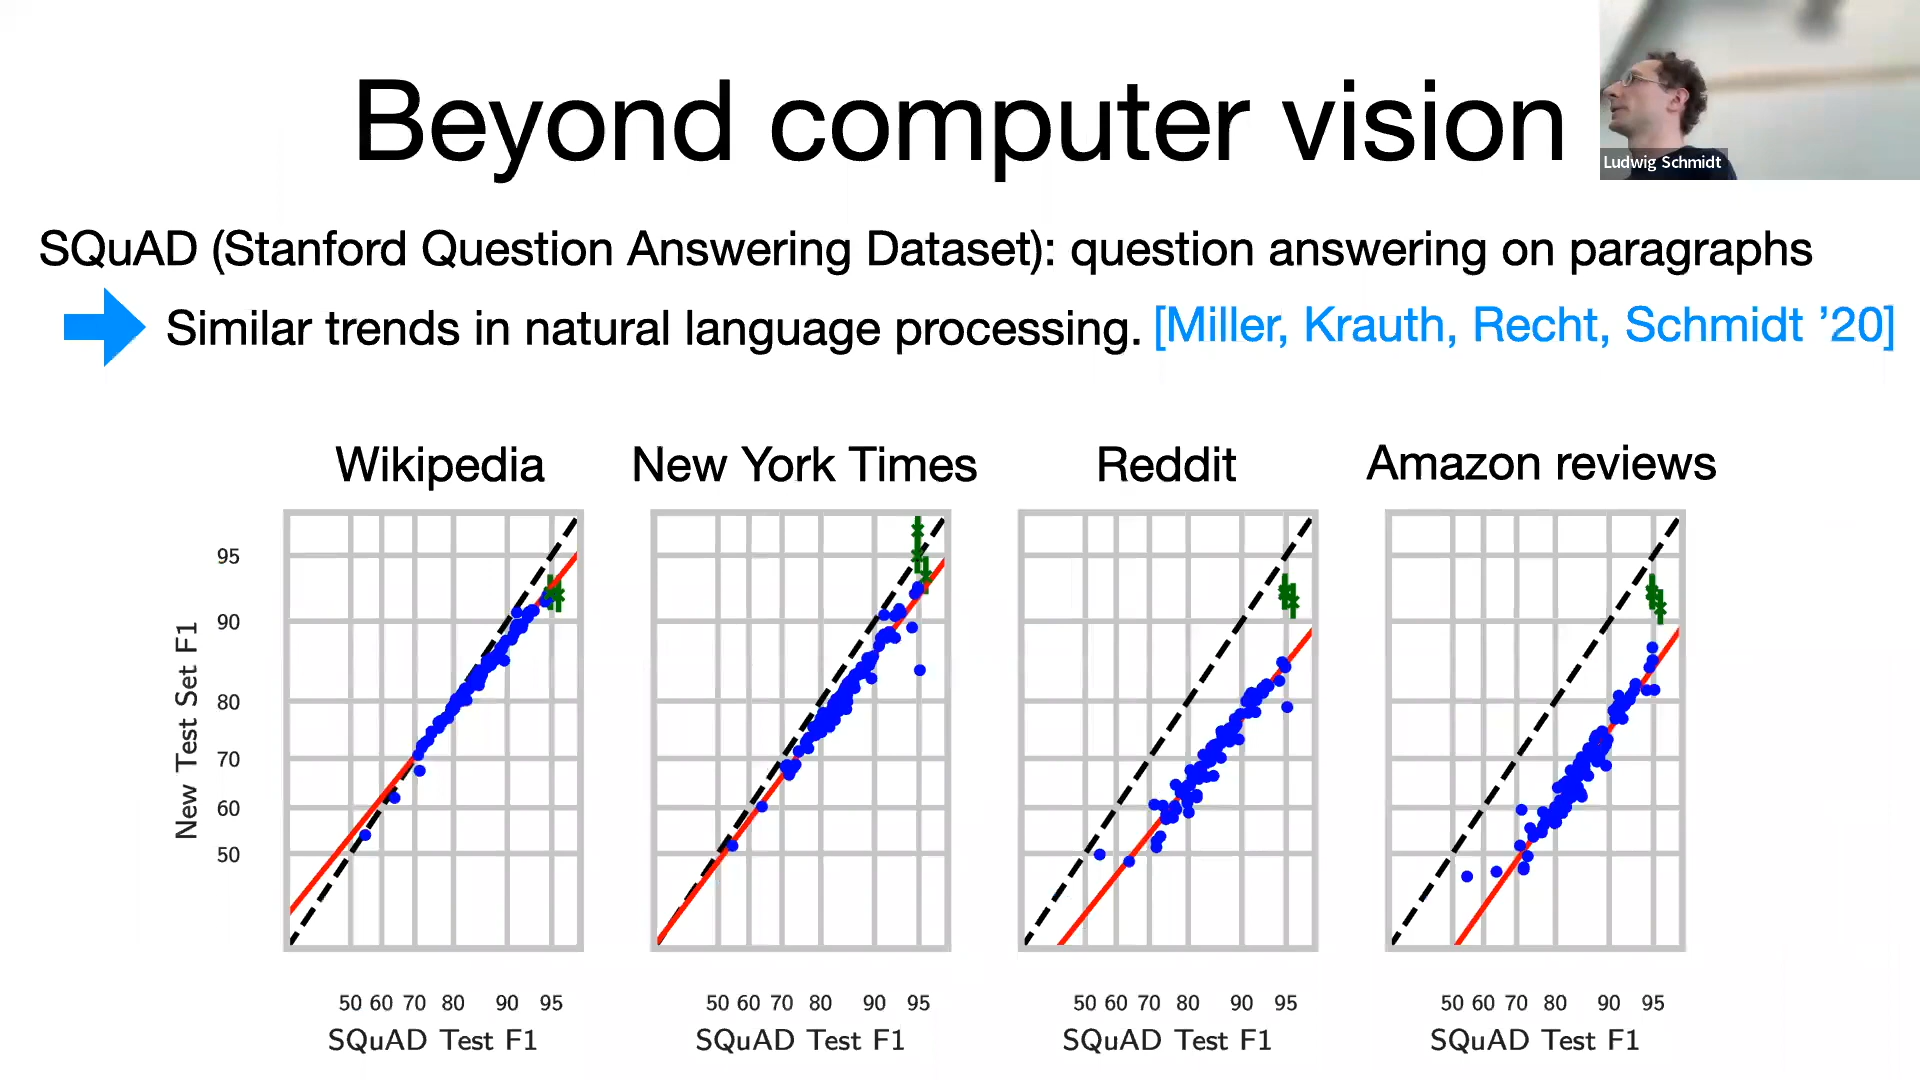 Beyond computer vision
Ludwig Schmidt
SQuAD (Stanford Question Answering Dataset): question answering on paragraphs
Similar trends in natural language processing. [Miller, Krauth, Recht, Schmidt ’20]
Wikipedia New York Times Reddit Amazon reviews
New Test Set F1
95
90
80
70
60
50
50 60 70 80 90 95 50 60 70 80 90 95 50 60 70 80 90 95 50 60 70 80 90 95
SQuAD Test F1 SQuAD Test F1 SQuAD Test F1 SQuAD Test F1